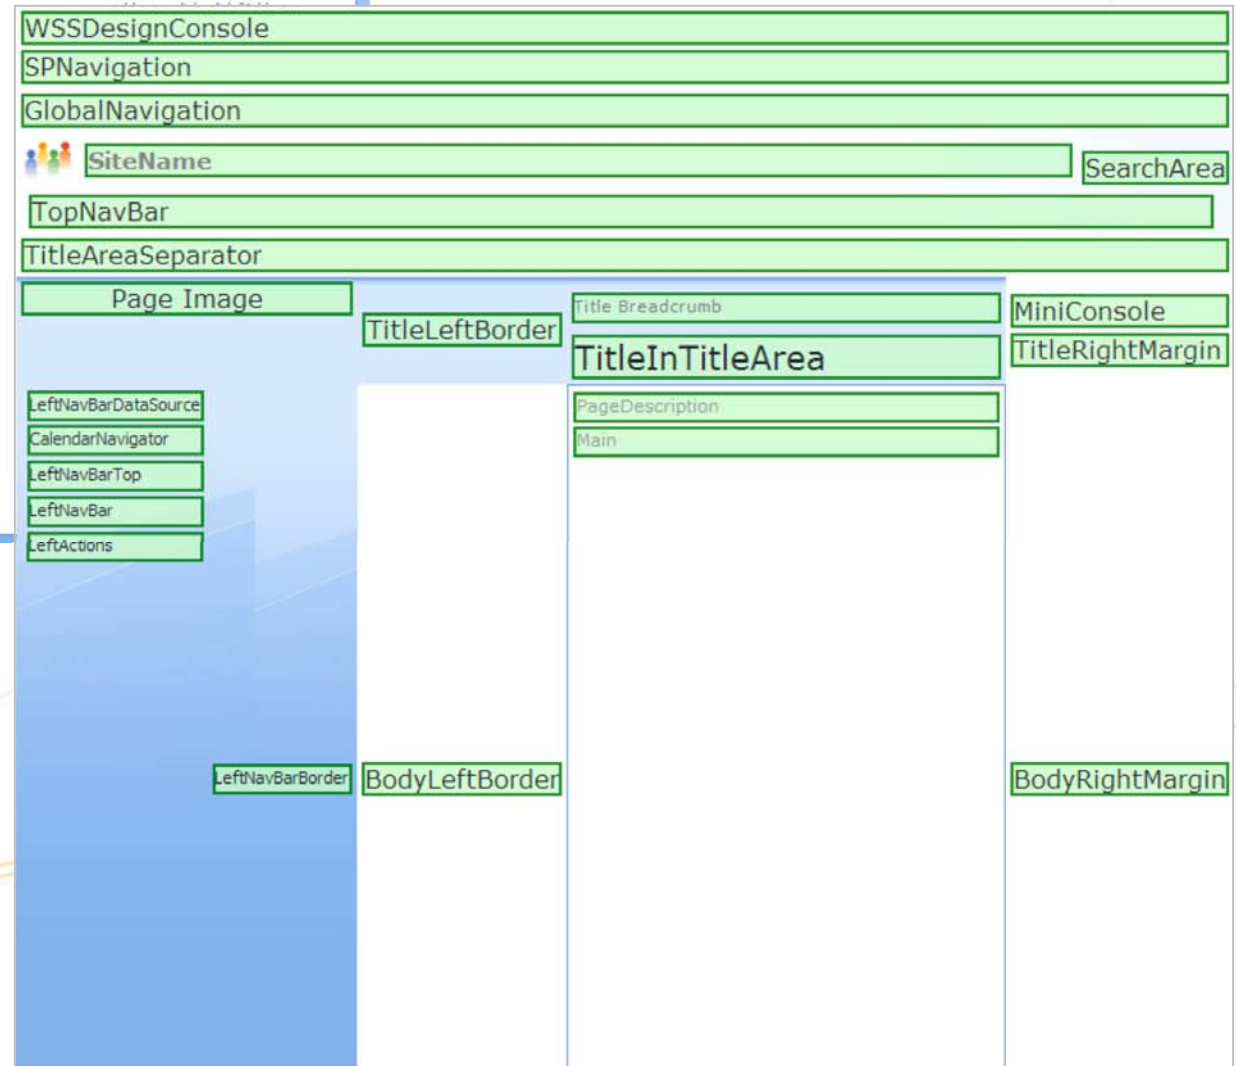 WSSDesignConsole
SPNavigation
GlobalNavigation
SiteName
SearchArea
TopNavBar
TitleAreaSeparator
Page Image
TitleLeftBorder
Title Breadcrumb
TitleInTitleArea
MiniConsole
TitleRightMargin
LeftNavBarDataSource
CalendarNavigator
LeftNavBarTop
LeftNavBar
LeftActions
PageDescription
Main
LeftNavBarBorder
BodyLeftBorder
BodyRightMargin